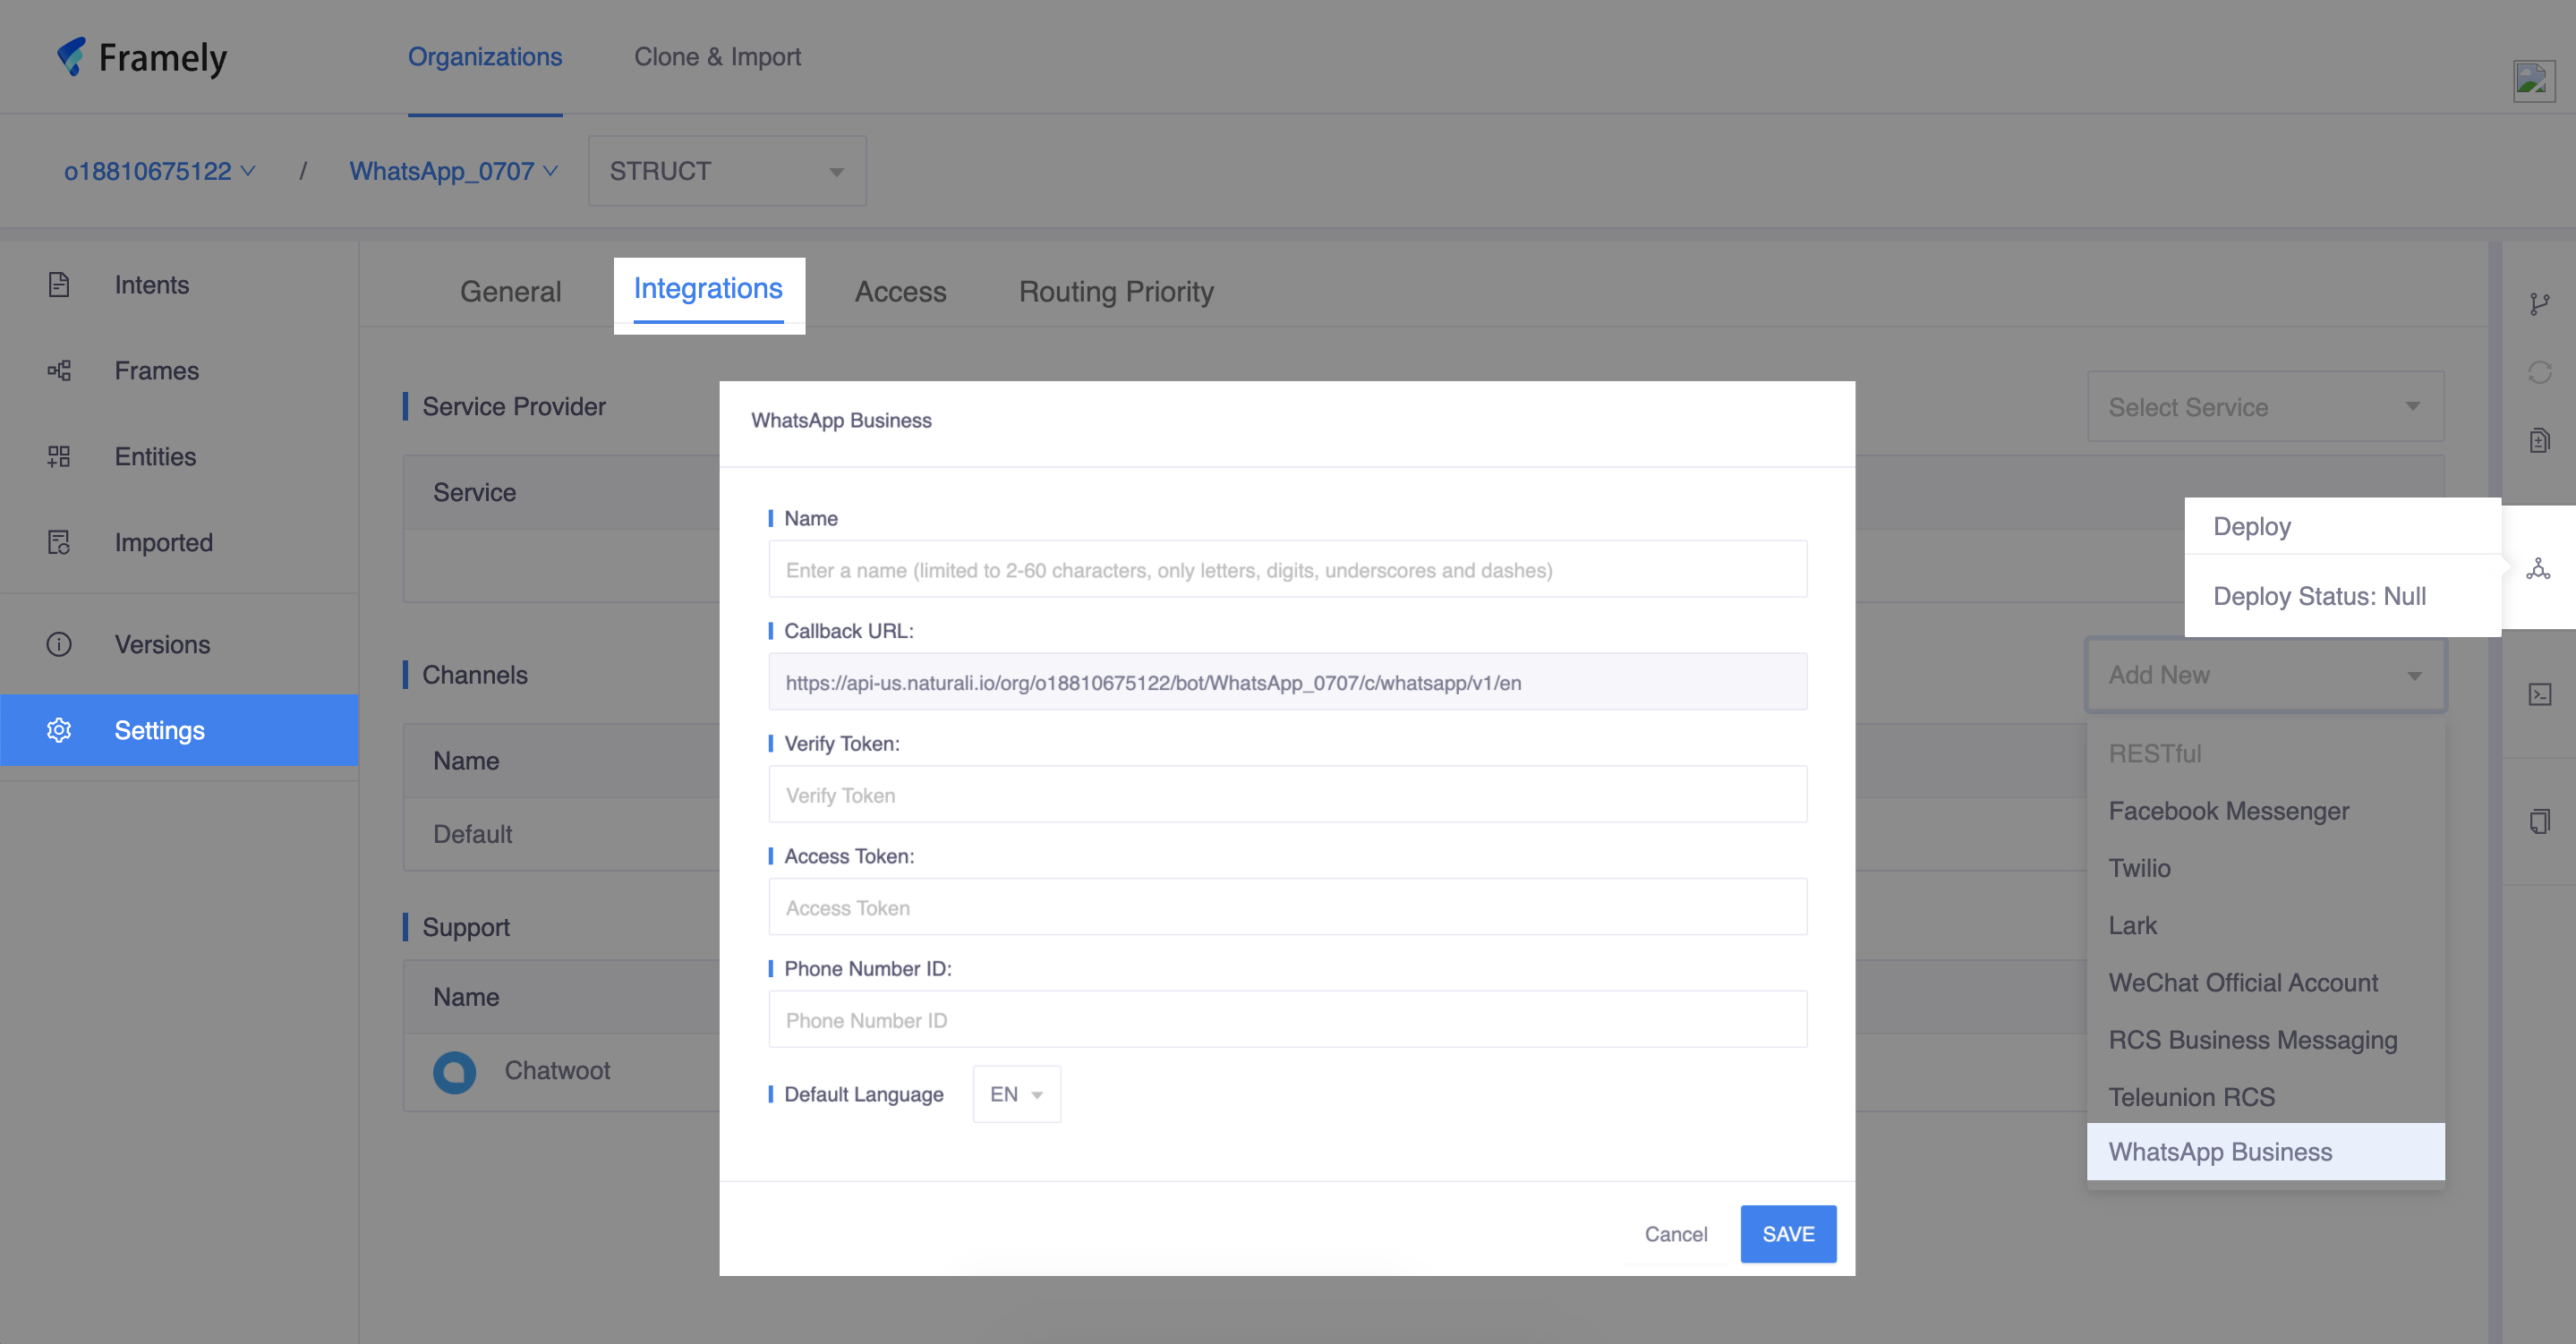 Framely
Organizations
Clone & Import
o18810675122
/
WhatsApp_0707
STRUCT
Intents
Frames
Entities
Imported
Versions
Settings
General
Integrations
Access
Routing Priority
Service Provider
Select Service
Service
Channels
Add New
Name
Default
Support
Name
Chatwoot
WhatsApp Business
Name
Enter a name (limited to 2-60 characters, only letters, digits, underscores and dashes)
Callback URL:
https://api-us.naturali.io/org/o18810675122/bot/WhatsApp_0707/c/whatsapp/v1/en
Verify Token:
Verify Token
Access Token:
Access Token
Phone Number ID:
Phone Number ID
Default Language
EN
Cancel
SAVE
Deploy
Deploy Status: Null
RESTful
Facebook Messenger
Twilio
Lark
WeChat Official Account
RCS Business Messaging
Teleunion RCS
WhatsApp Business